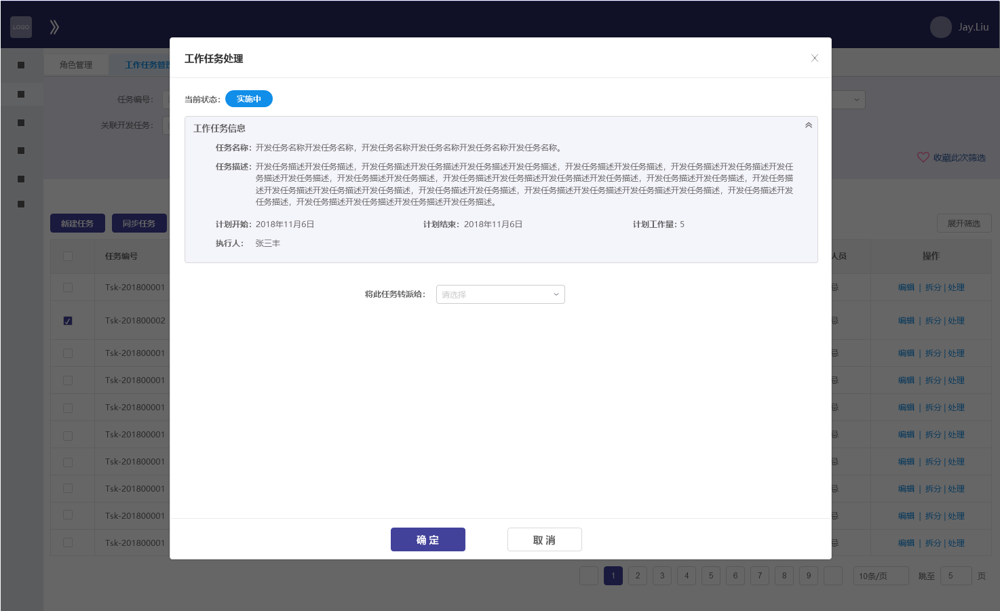 LOGO
Jay.Liu
工作任务处理
角色管理
工作任务管
当前状态： 实施中
任务编号：
关联开发任务：
工作任务信息
任务名称： 开发任务名称开发任务名称，开发任务名称开发任务名称开发任务名称开发任务名称。
任务描述： 开发任务描述开发任务描述，开发任务描述开发任务描述开发任务描述开发任务描述，开发任务描述开发任务描述，开发任务描述开发任务描述开发任
务描述开发任务描述，开发任务描述开发任务描述，开发任务描述开发任务描述开发任务描述开发任务描述，开发任务描述开发任务描述，开发任务描
述开发任务描述开发任务描述开发任务描述，开发任务描述开发任务描述，开发任务描述开发任务描述开发任务描述开发任务描述，开发任务描述开发
任务描述，开发任务描述开发任务描述开发任务描述开发任务描述。
收藏此次筛选
计划开始： 2018年11月6日 计划结束： 2018年11月6日 计划工作量：5
执行人： 张三丰
新建任务 同步任务 展开筛选
任务编号 人员 操作
将此任务转派给： 请选择
Tsk-201800001 编辑 | 拆分 | 处理
Tsk-201800002 编辑 | 拆分 | 处理
Tsk-201800001 编辑 | 拆分 | 处理
Tsk-201800001 编辑 | 拆分 | 处理
Tsk-201800001 编辑 | 拆分 | 处理
Tsk-201800001 编辑 | 拆分 | 处理
Tsk-201800001 编辑 | 拆分 | 处理
Tsk-201800001 编辑 | 拆分 | 处理
Tsk-201800001 编辑 | 拆分 | 处理
Tsk-201800001 编辑 | 拆分 | 处理
确 定 取 消
1 2 3 4 5 6 7 8 9 10条/页 跳至 5 页